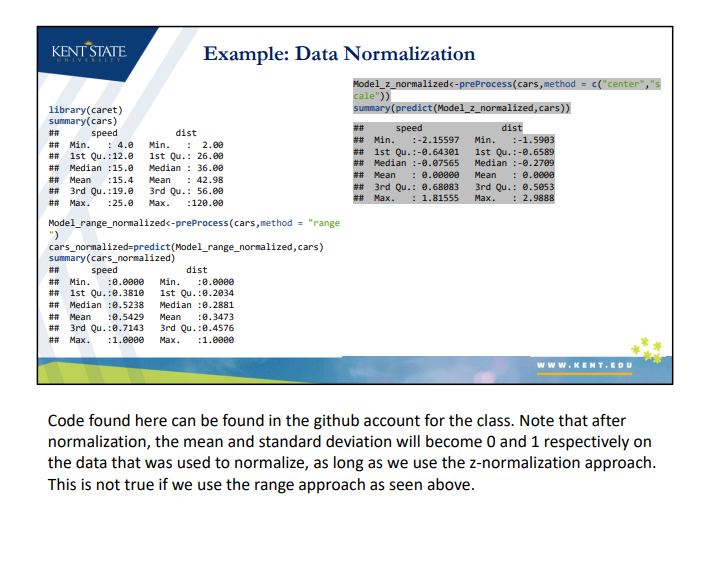 KENT STATE
UNIVERSITY
Example: Data Normalization
library(caret)
summary(cars)
##      speed           dist
## Min.   : 4.0   Min.   :  2.00
## 1st Qu.:12.0   1st Qu.: 26.00
## Median :15.0   Median : 36.00
## Mean   :15.4   Mean   : 42.98
## 3rd Qu.:19.0   3rd Qu.: 56.00
## Max.   :25.0   Max.   :120.00
Model_range_normalized<-preProcess(cars,method = "range
")
cars_normalized=predict(Model_range_normalized,cars)
summary(cars_normalized)
##      speed             dist
## Min.   :0.0000   Min.   :0.0000
## 1st Qu.:0.3810   1st Qu.:0.2034
## Median :0.5238   Median :0.2881
## Mean   :0.5429   Mean   :0.3473
## 3rd Qu.:0.7143   3rd Qu.:0.4576
## Max.   :1.0000   Max.   :1.0000
Model_z_normalized<-preProcess(cars,method = c("center","s
cale"))
summary(predict(Model_z_normalized,cars))
##      speed               dist
## Min.   :-2.15597   Min.   :-1.5903
## 1st Qu.:-0.64301   1st Qu.:-0.6589
## Median :-0.07565   Median :-0.2709
## Mean   : 0.00000   Mean   : 0.0000
## 3rd Qu.: 0.68083   3rd Qu.: 0.5053
## Max.   : 1.81555   Max.   : 2.9888
WWW.KENT.EDU
Code found here can be found in the github account for the class. Note that after
normalization, the mean and standard deviation will become 0 and 1 respectively on
the data that was used to normalize, as long as we use the z-normalization approach.
This is not true if we use the range approach as seen above.